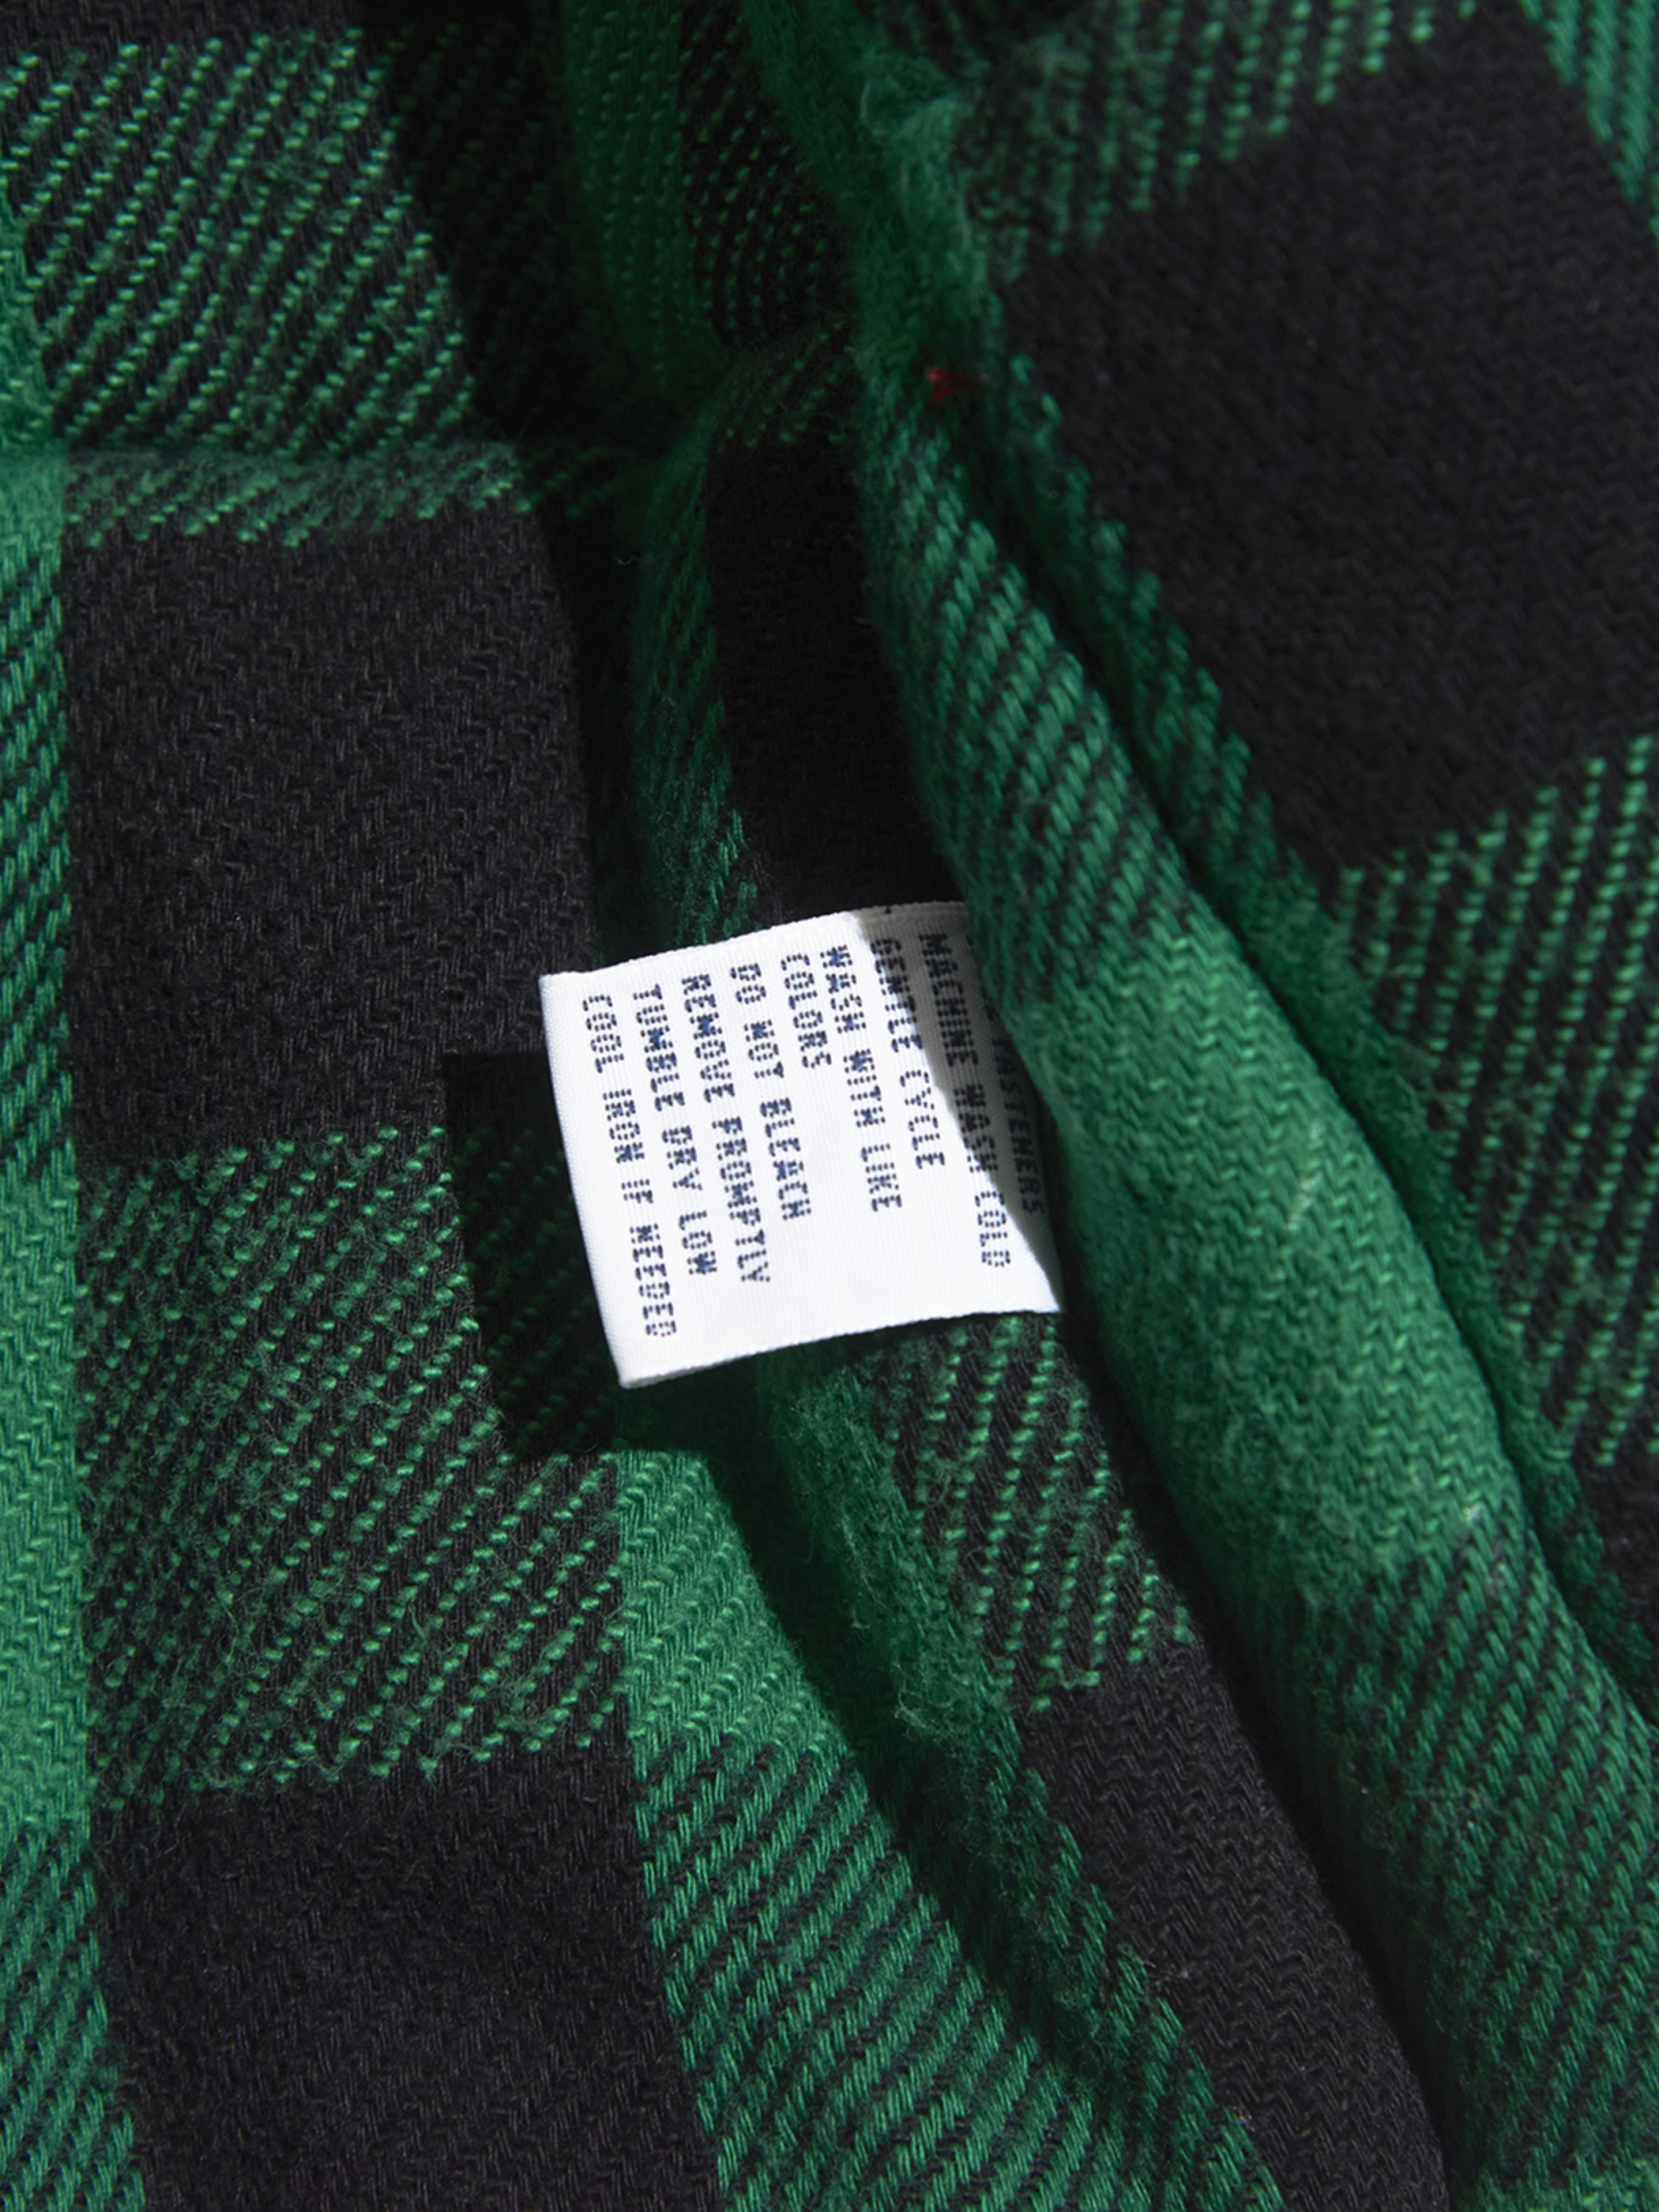 FASTENERS
MACHINE WASH COLD
GENTLE CYCLE
WASH WITH LIKE
COLORS
DO NOT BLEACH
REMOVE PROMPTLY
TUMBLE DRY LOW
COOL IRON IF NEEDED